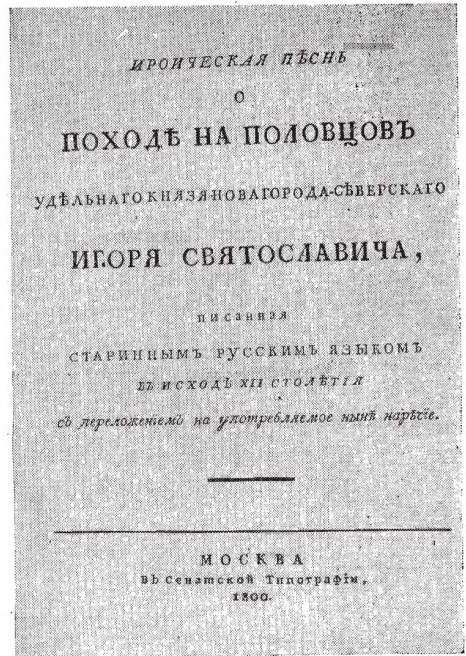 ИРОИЧЕСКАЯ ПѢСНЬ
О
ПОХОДѢ НА ПОЛОВЦОВЪ
УДѢЛЬНАГО КНЯЗЯ НОВАГОРОДА-СѢВЕРСКАГО
ИГОРЯ СВЯТОСЛАВИЧА,
писанная
СТАРИННЫМЪ РУССКИМЪ ЯЗЫКОМЪ
ВЪ ИСХОДѢ XII СТОЛѢТІЯ
съ переложеніемъ на употребляемое нынѣ нарѣчіе.
МОСКВА
Въ Сенатской Типографіи,
1800.